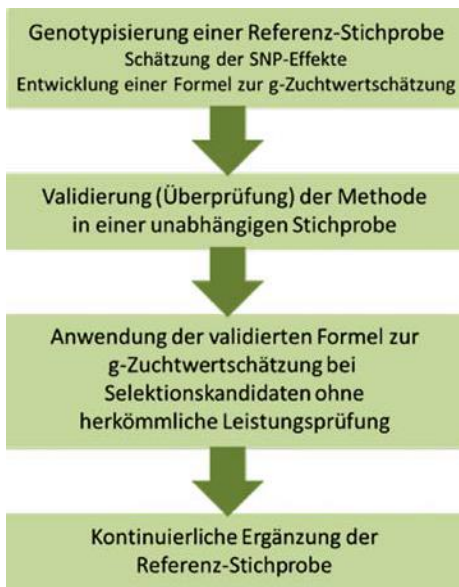 Genotypisierung einer Referenz-Stichprobe
Schätzung der SNP-Effekte
Entwicklung einer Formel zur g-Zuchtwertschätzung
Validierung (Überprüfung) der Methode
in einer unabhängigen Stichprobe
Anwendung der validierten Formel zur
g-Zuchtwertschätzung bei
Selektionskandidaten ohne
herkömmliche Leistungsprüfung
Kontinuierliche Ergänzung der
Referenz-Stichprobe